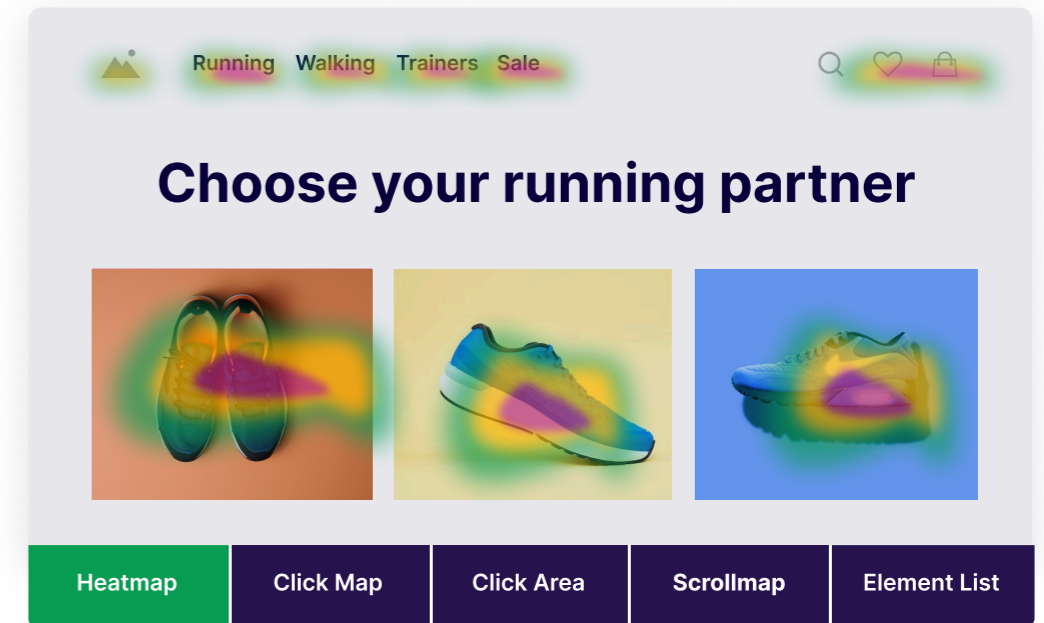 Running Walking Trainers Sale
Choose your running partner
Heatmap Click Map Click Area Scrollmap Element List